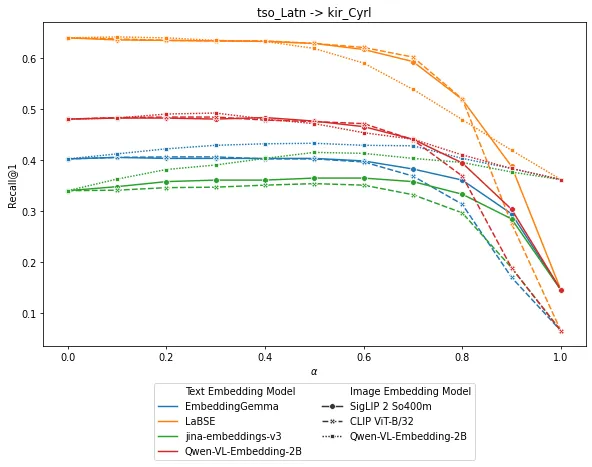 tso_Latn -> kir_Cyrl
Recall@1
0.6
0.5
0.4
0.3
0.2
0.1
0.0 0.2 0.4 0.6 0.8 1.0
α
Text Embedding Model Image Embedding Model
EmbeddingGemma SigLIP 2 So400m
LaBSE CLIP ViT-B/32
jina-embeddings-v3 Qwen-VL-Embedding-2B
Qwen-VL-Embedding-2B